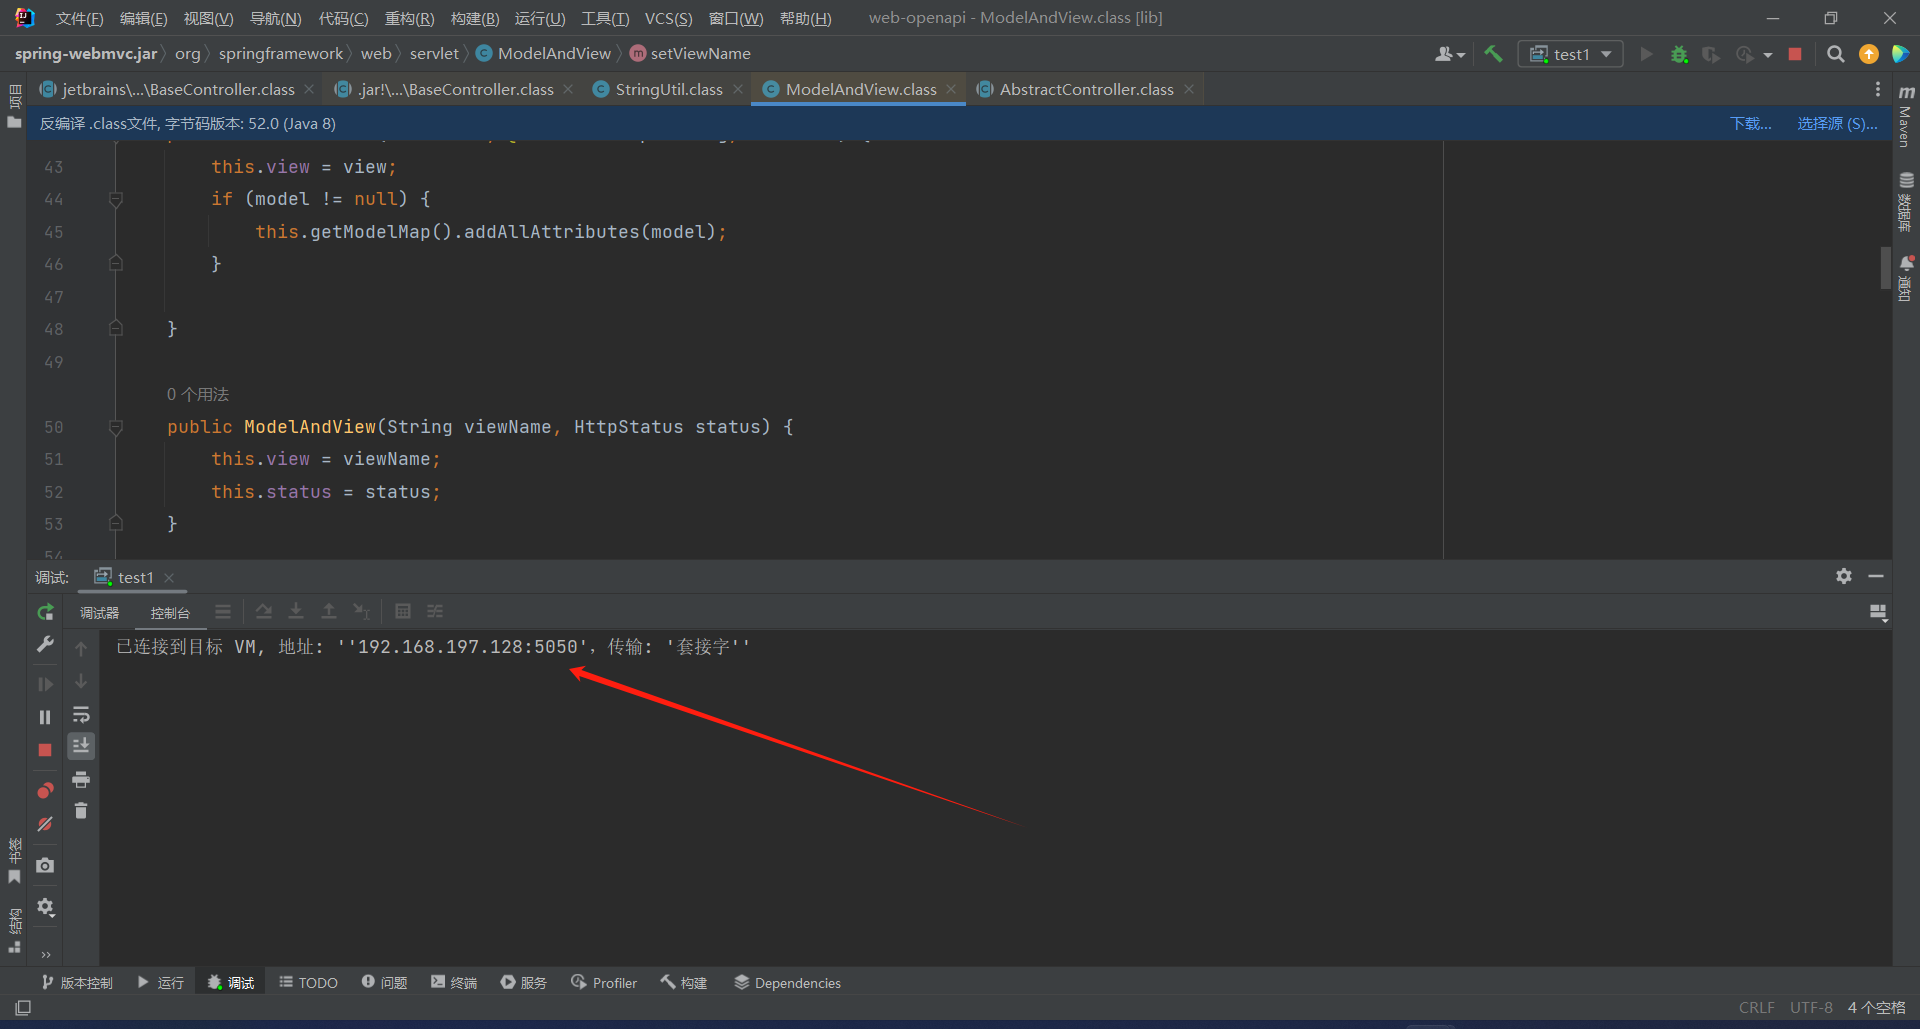 文件(F) 编辑(E) 视图(V) 导航(N) 代码(C) 重构(R) 构建(B) 运行(U) 工具(T) VCS(S) 窗口(W) 帮助(H) web-openapi - ModelAndView.class [lib]
spring-webmvc.jar org springframework web servlet ModelAndView setViewName
test1
jetbrains\...\BaseController.class .jar!\...\BaseController.class StringUtil.class ModelAndView.class AbstractController.class
反编译 .class文件, 字节码版本: 52.0 (Java 8) 下载... 选择源 (S)...
43 this.view = view;
44 if (model != null) {
45 this.getModelMap().addAllAttributes(model);
46 }
47
48 }
49
0 个用法
50 public ModelAndView(String viewName, HttpStatus status) {
51 this.view = viewName;
52 this.status = status;
53 }
54
项目
书签
结构
Maven
数据库
通知
调试: test1
调试器 控制台
已连接到目标 VM, 地址: ''192.168.197.128:5050', 传输: '套接字''
版本控制 运行 调试 TODO 问题 终端 服务 Profiler 构建 Dependencies
CRLF UTF-8 4 个空格